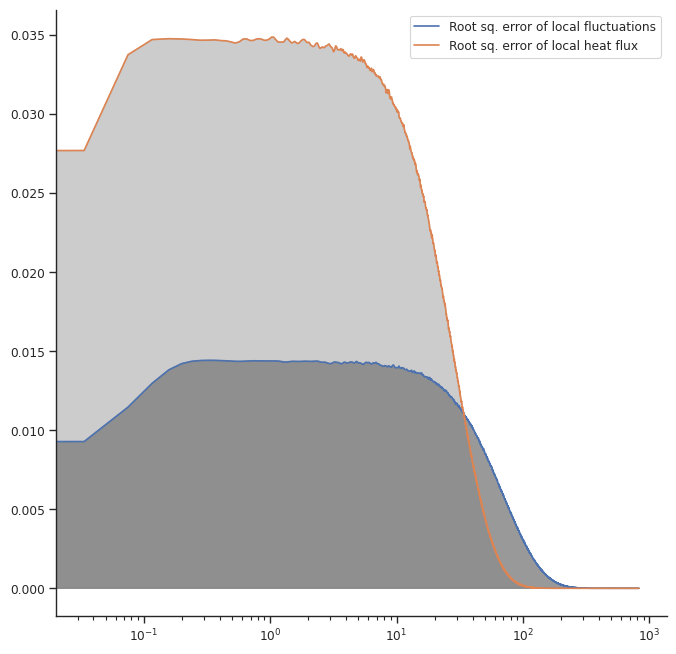 Root sq. error of local fluctuations
Root sq. error of local heat flux
0.035
0.030
0.025
0.020
0.015
0.010
0.005
0.000
10⁻¹ 10⁰ 10¹ 10² 10³